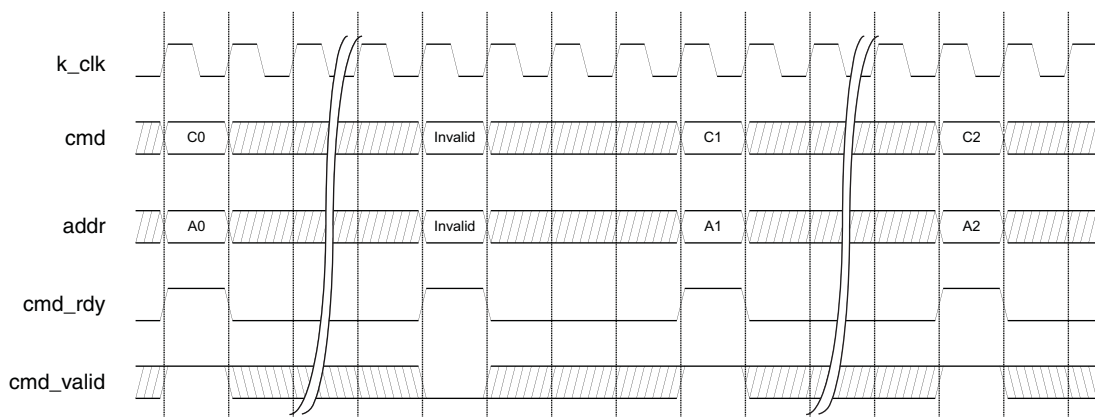 k_clk
cmd C0 Invalid C1 C2
addr A0 Invalid A1 A2
cmd_rdy
cmd_valid